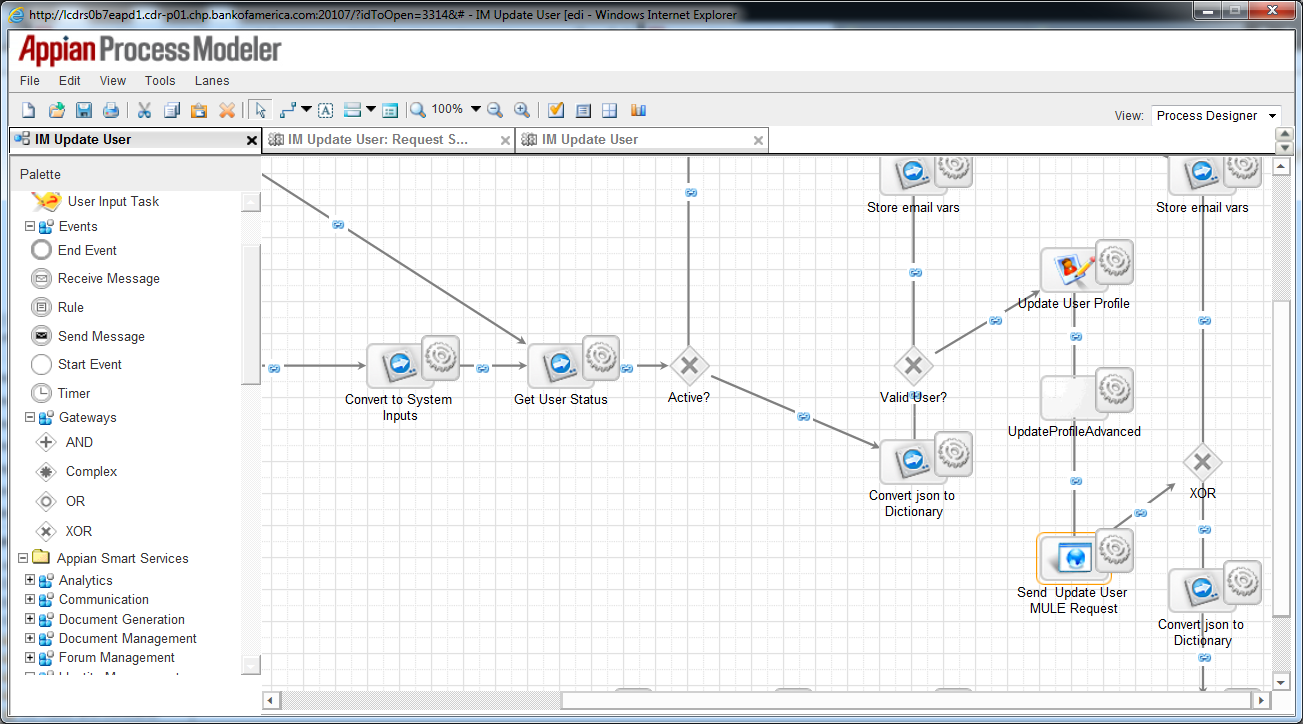 http://lcdrs0b7eapd1.cdr-p01.chp.bankofamerica.com:20107/?idToOpen=3314&# - IM Update User [edi - Windows Internet Explorer
Appian Process Modeler
File Edit View Tools Lanes
100%
View: Process Designer
IM Update User
IM Update User: Request S...
IM Update User
Palette
User Input Task
Events
End Event
Receive Message
Rule
Send Message
Start Event
Timer
Gateways
AND
Complex
OR
XOR
Appian Smart Services
Analytics
Communication
Document Generation
Document Management
Forum Management
Store email vars
Store email vars
Update User Profile
Convert to System
Inputs
Get User Status
Active?
Valid User?
UpdateProfileAdvanced
Convert json to
Dictionary
XOR
Send Update User
MULE Request
Convert json to
Dictionary